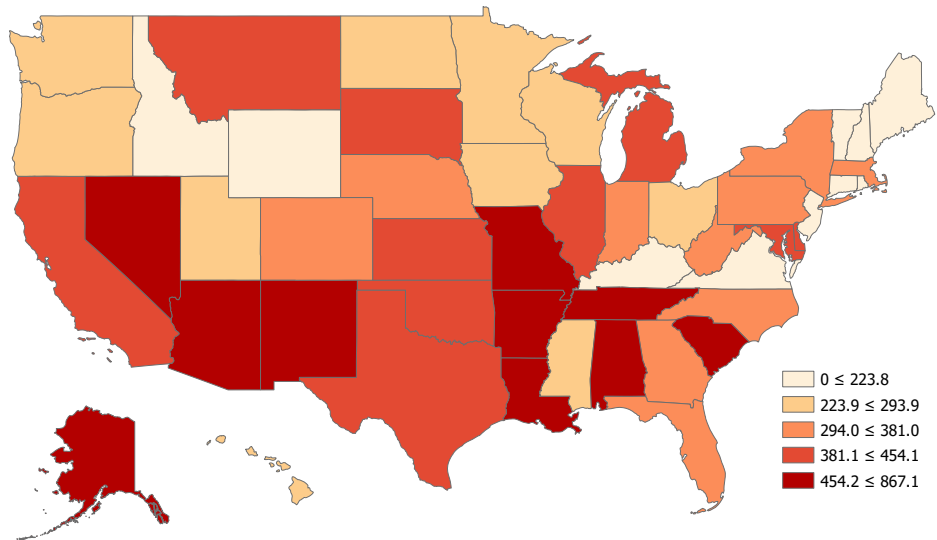 0 ≤ 223.8
223.9 ≤ 293.9
294.0 ≤ 381.0
381.1 ≤ 454.1
454.2 ≤ 867.1